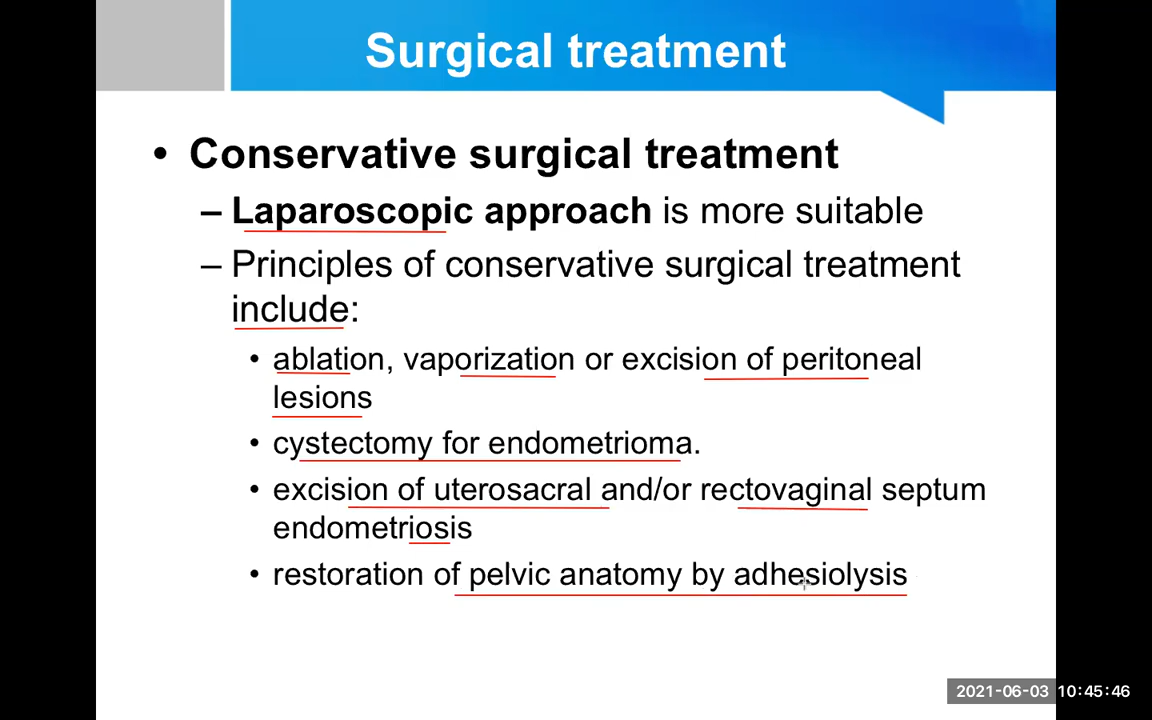 Surgical treatment
• Conservative surgical treatment
– Laparoscopic approach is more suitable
– Principles of conservative surgical treatment
include:
• ablation, vaporization or excision of peritoneal
lesions
• cystectomy for endometrioma.
• excision of uterosacral and/or rectovaginal septum
endometriosis
• restoration of pelvic anatomy by adhesiolysis
2021-06-03 10:45:46